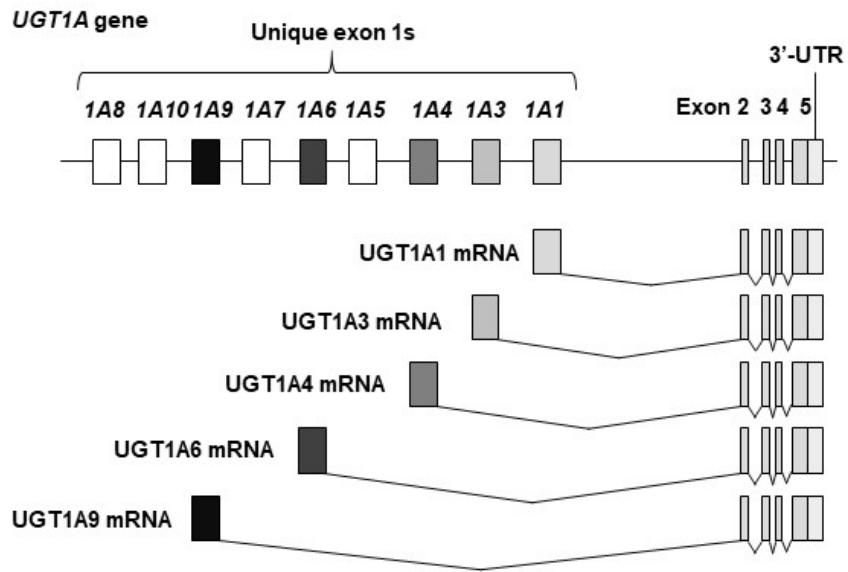 UGT1A gene
Unique exon 1s
3’-UTR
1A8 1A10 1A9 1A7 1A6 1A5 1A4 1A3 1A1 Exon 2 3 4 5
UGT1A1 mRNA
UGT1A3 mRNA
UGT1A4 mRNA
UGT1A6 mRNA
UGT1A9 mRNA